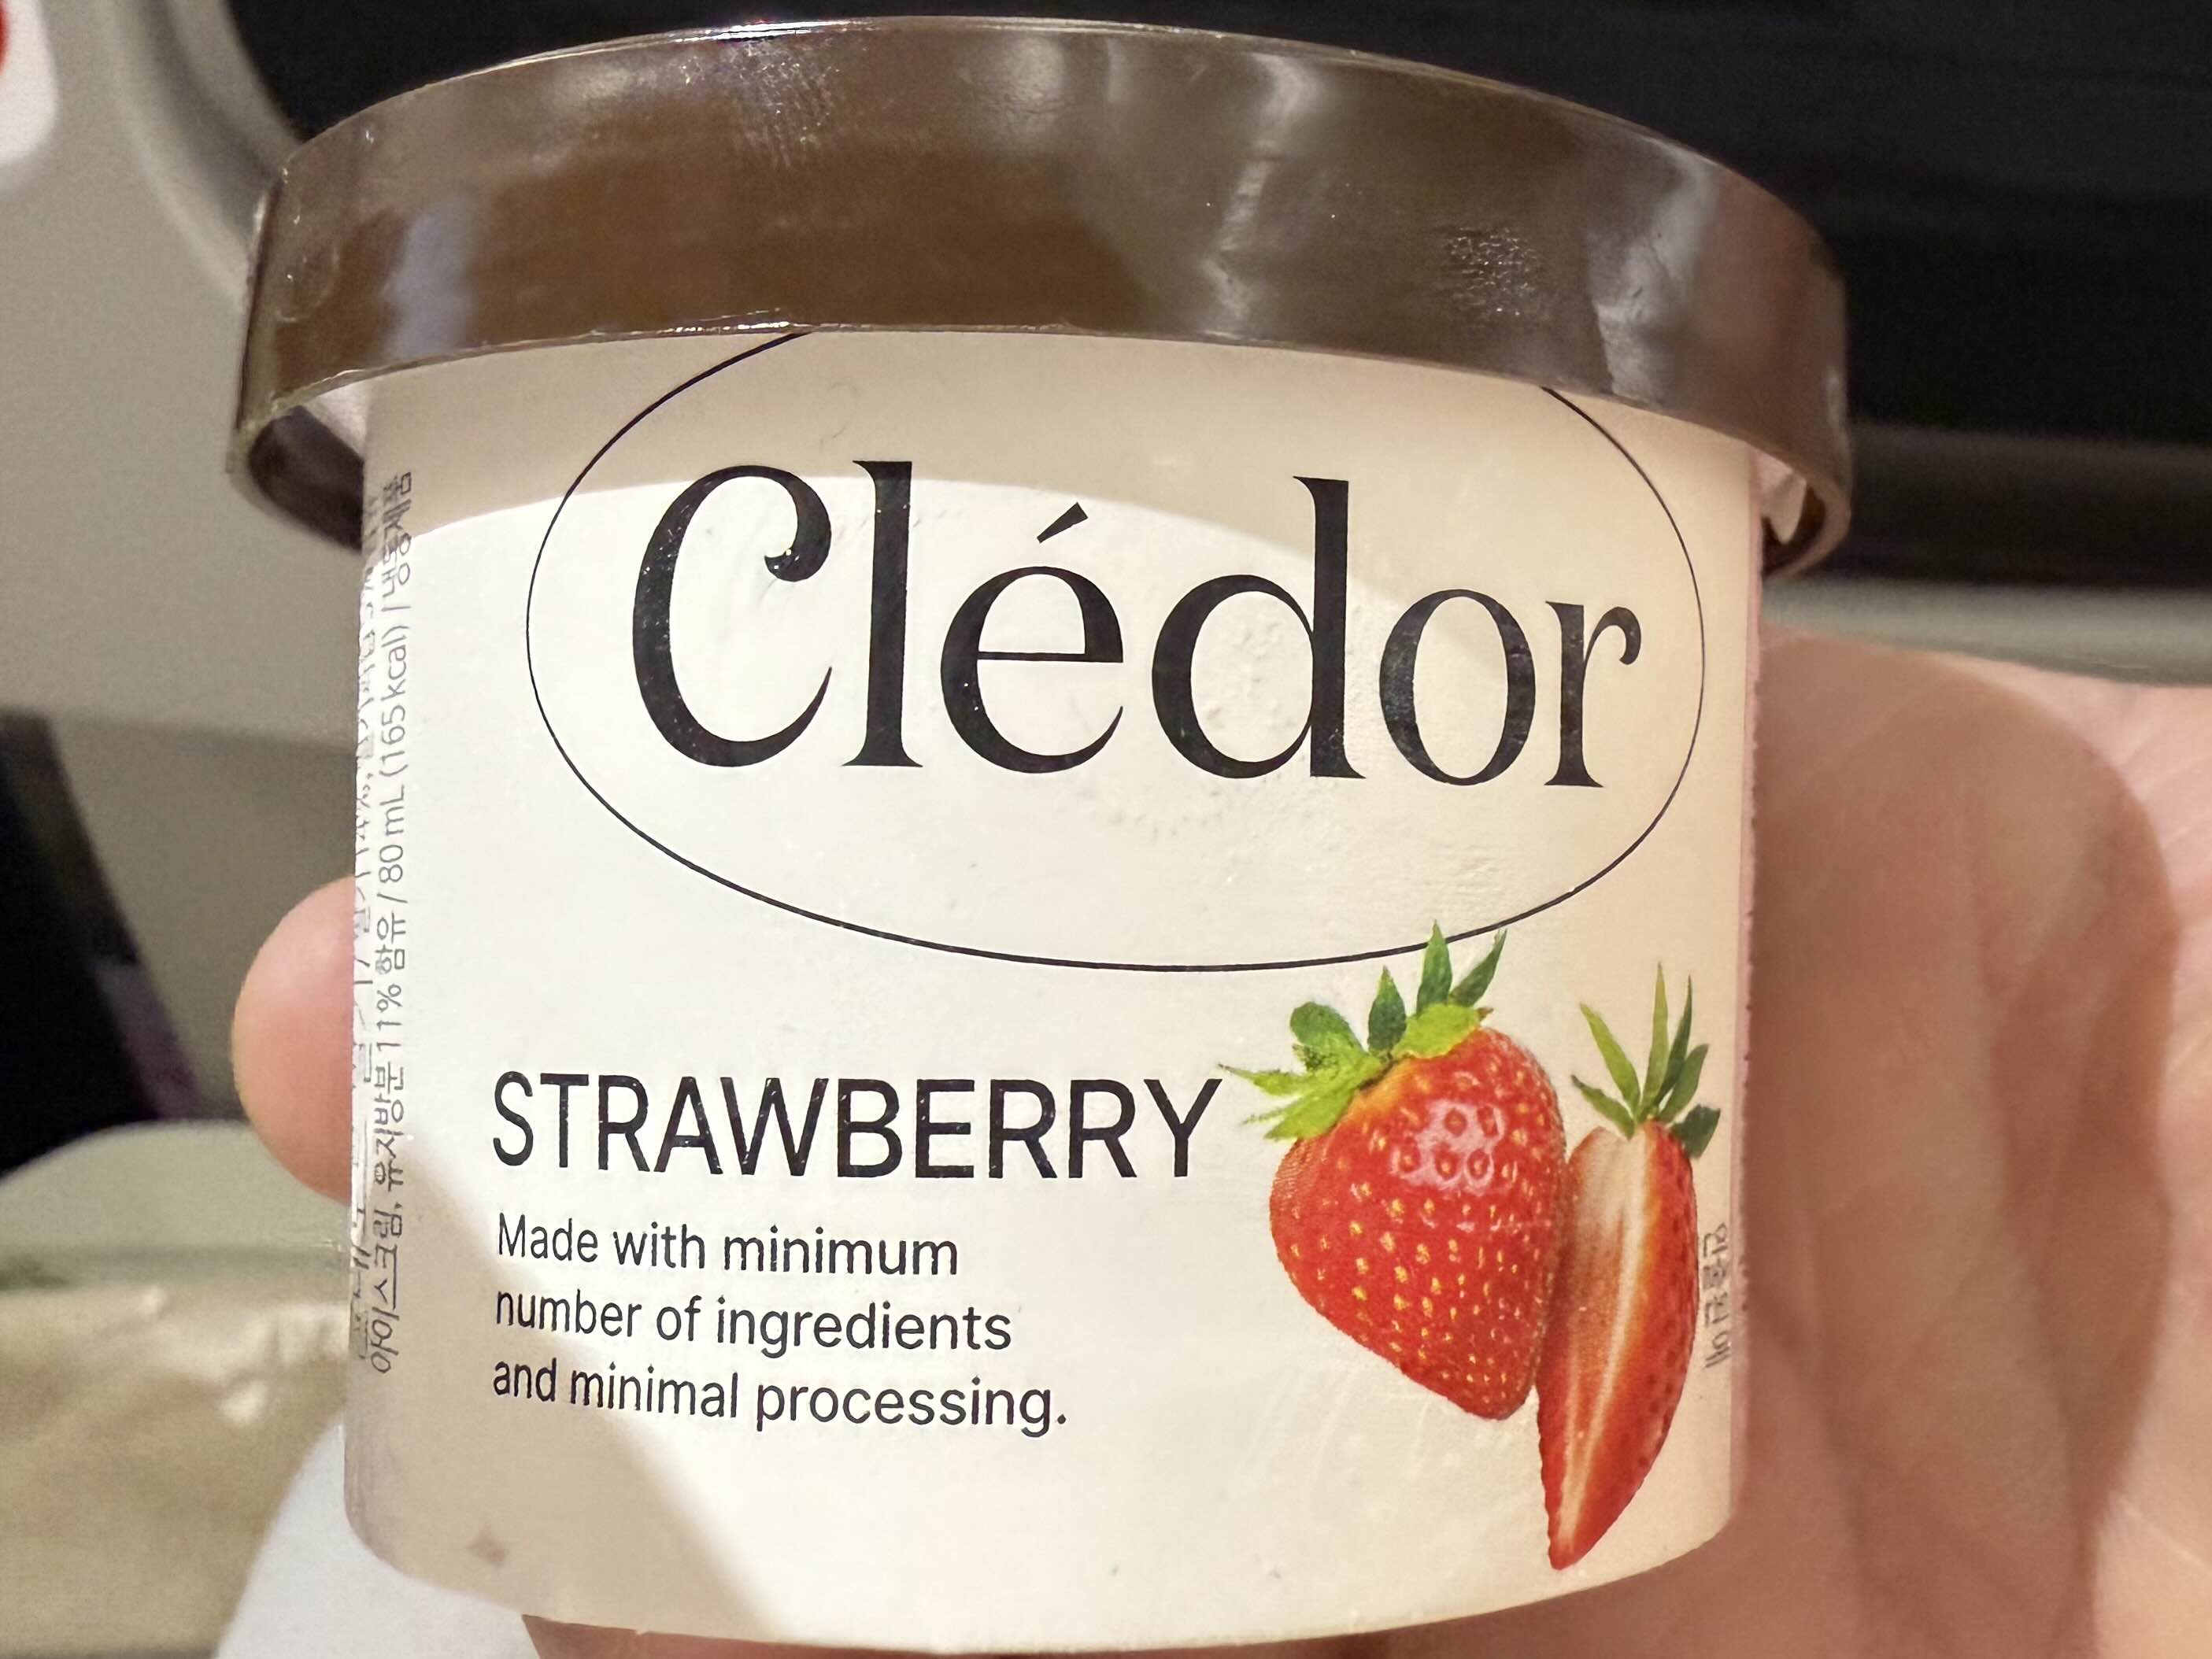 Clédor
STRAWBERRY
Made with minimum
number of ingredients
and minimal processing.
아이스크림, 유지방분 11% 함유 / 80 mL (165 kcal) / 냉동제품